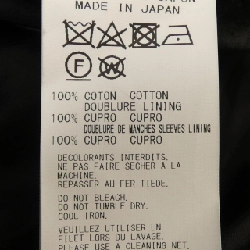 MADE IN JAPAN
F W
100% COTON COTTON
DOUBLURE LINING
100% CUPRO CUPRO
DOUBLURE DE MANCHES SLEEVES LINING
100% CUPRO CUPRO
DECOLORANTS INTERDITS.
NE PAS FAIRE SECHER A LA
MACHINE.
REPASSER AU FER TIEDE.
DO NOT BLEACH.
DO NOT TUMBLE DRY.
COOL IRON.
VEUILLEZ UTILISER UN
FILET LORS DU LAVAGE.
PLEASE USE A CLEANING NET